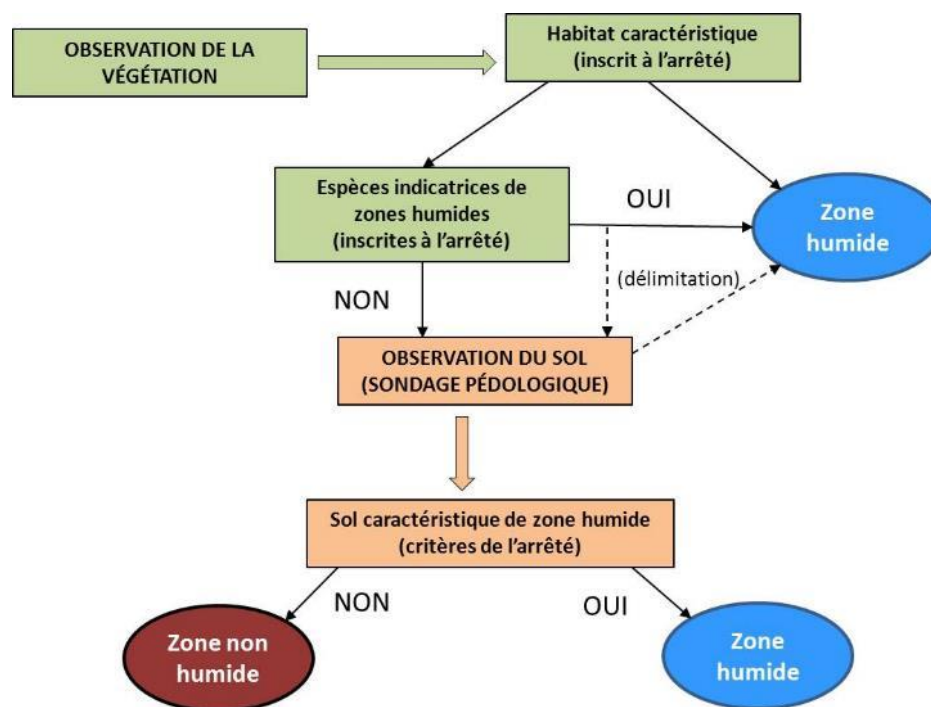 OBSERVATION DE LA
VÉGÉTATION
Habitat caractéristique
(inscrit à l'arrêté)
Espèces indicatrices de
zones humides
(inscrites à l'arrêté)
OUI
Zone
humide
(délimitation)
NON
OBSERVATION DU SOL
(SONDAGE PÉDOLOGIQUE)
Sol caractéristique de zone humide
(critères de l'arrêté)
NON
OUI
Zone non
humide
Zone
humide